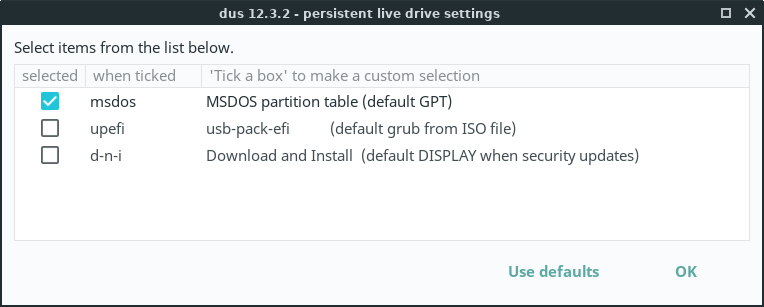 dus 12.3.2 - persistent live drive settings
Select items from the list below.
selected when ticked 'Tick a box' to make a custom selection
msdos MSDOS partition table (default GPT)
upefi usb-pack-efi (default grub from ISO file)
d-n-i Download and Install (default DISPLAY when security updates)
Use defaults OK